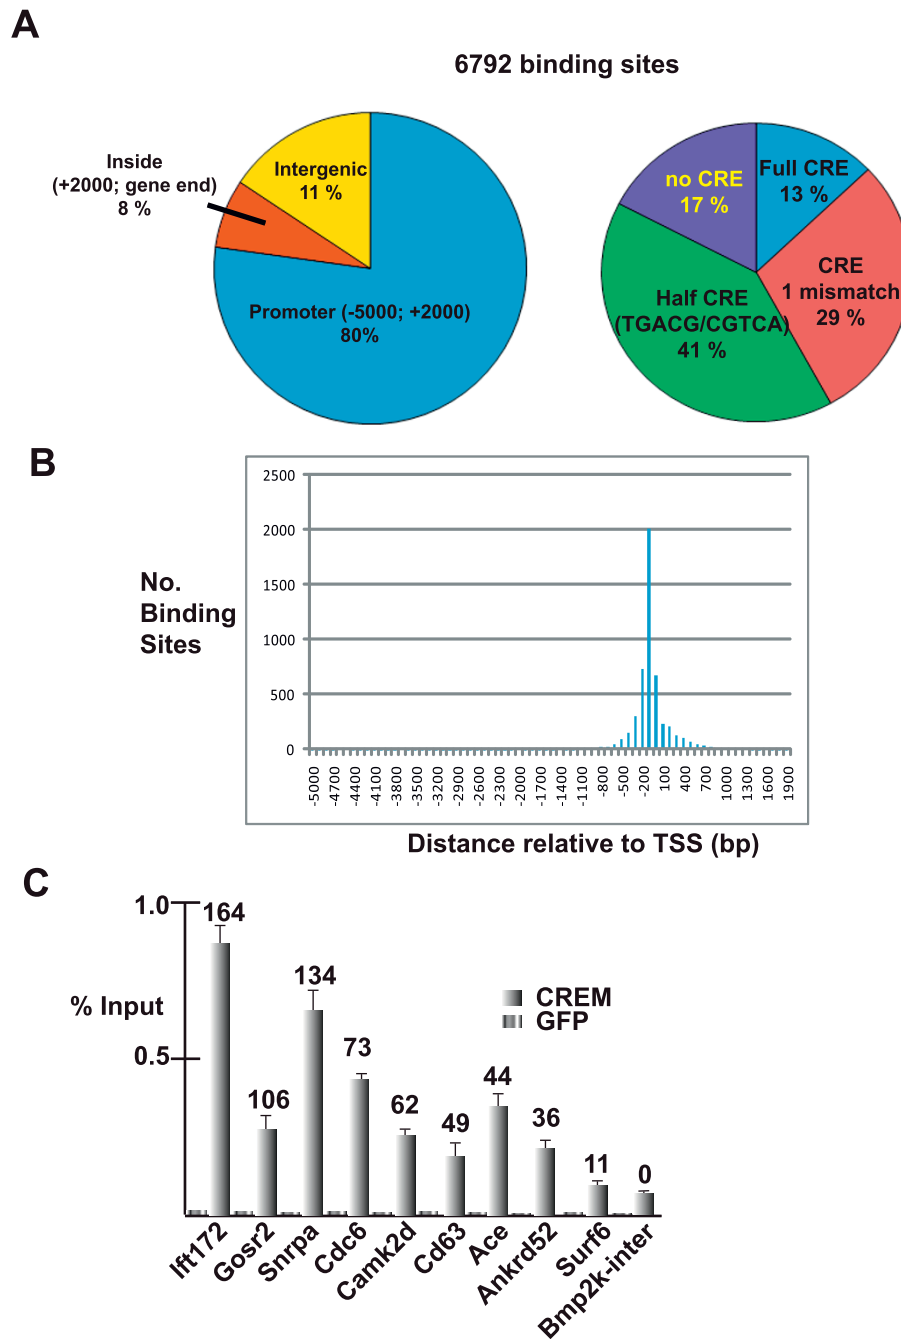 A
6792 binding sites
Inside
(+2000; gene end)
8 %
Intergenic
11 %
Promoter (-5000; +2000)
80%
no CRE
17 %
Full CRE
13 %
CRE
1 mismatch
29 %
Half CRE
(TGACG/CGTCA)
41 %
B
No.
Binding
Sites
2500
2000
1500
1000
500
0
-5000
-4700
-4400
-4100
-3800
-3500
-3200
-2900
-2600
-2300
-2000
-1700
-1400
-1100
-800
-500
-200
100
400
700
1000
1300
1600
1900
Distance relative to TSS (bp)
C
% Input
1.0
0.5
164
106
134
73
62
49
44
36
11
0
CREM
GFP
Ift172
Gosr2
Snrpa
Cdc6
Camk2d
Cd63
Ace
Ankrd52
Surf6
Bmp2k-inter